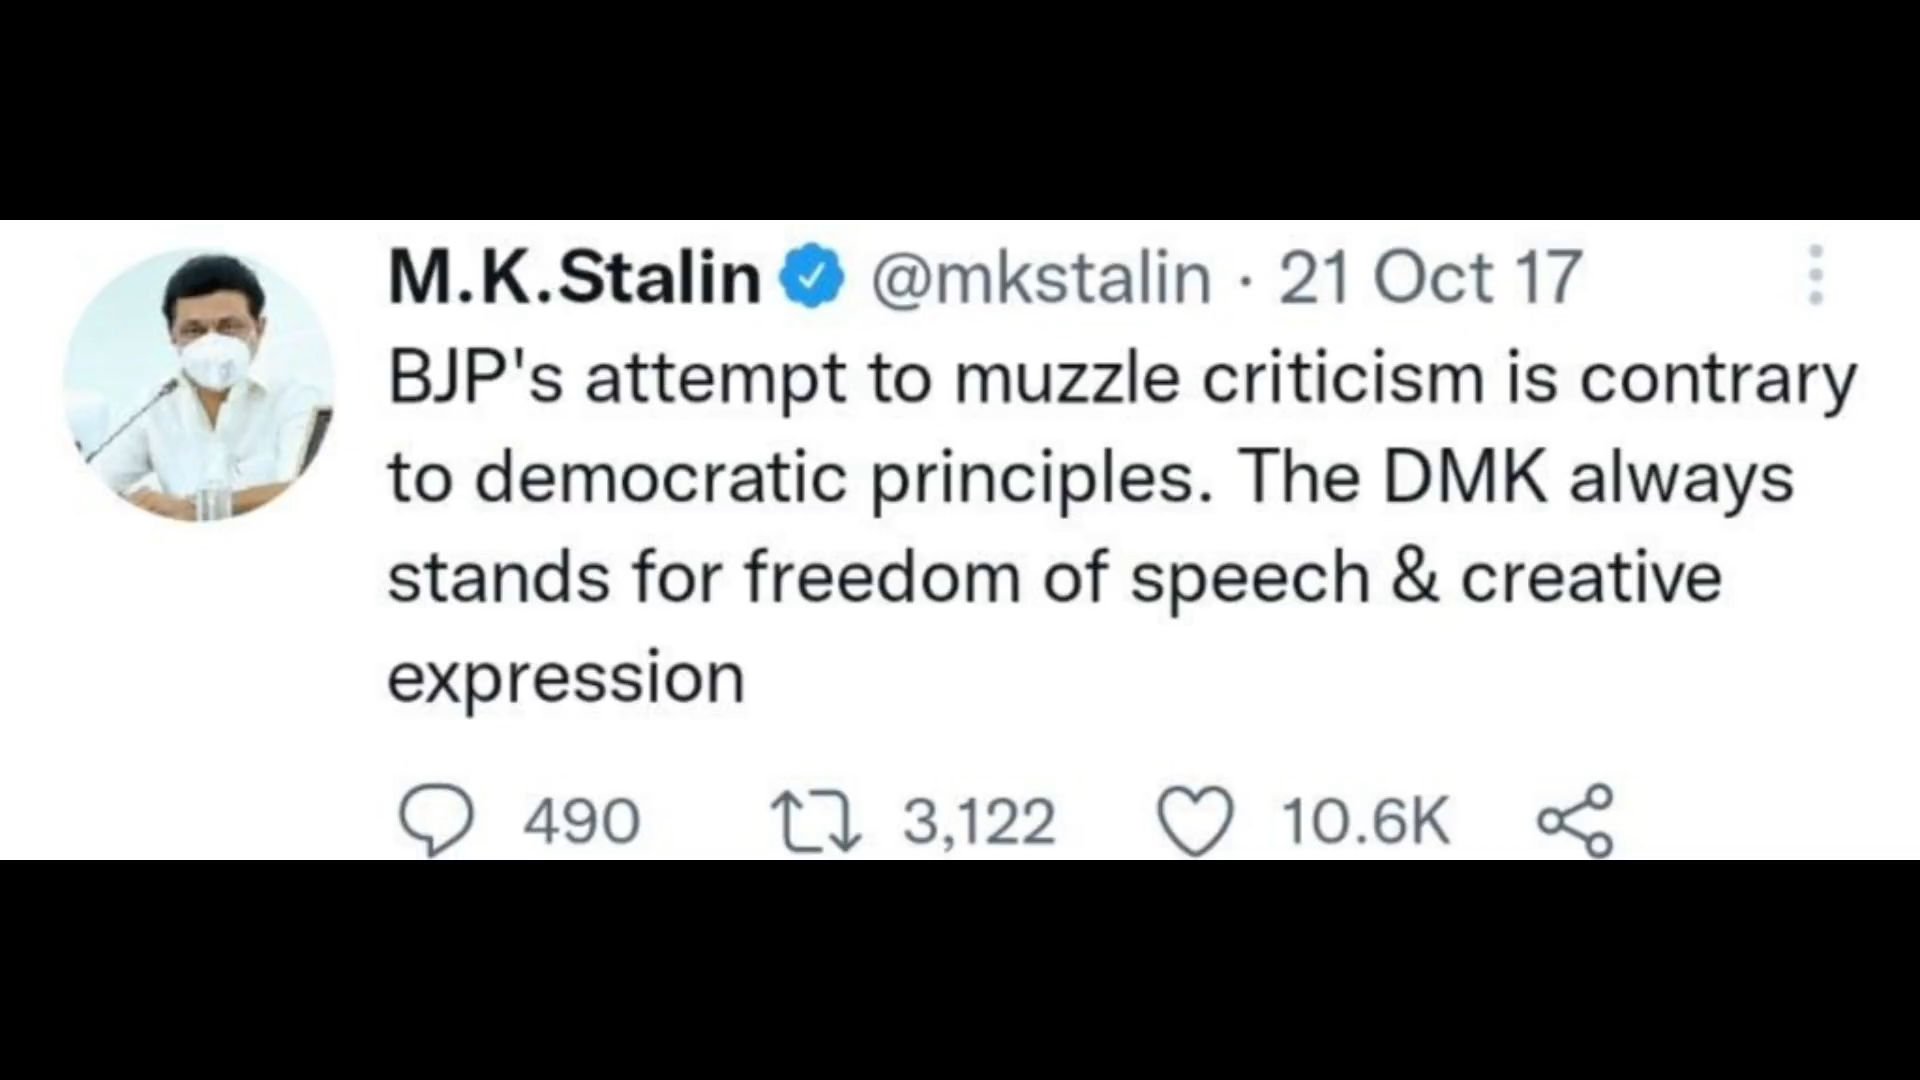 M.K.Stalin @mkstalin · 21 Oct 17
BJP's attempt to muzzle criticism is contrary
to democratic principles. The DMK always
stands for freedom of speech & creative
expression
490 3,122 10.6K